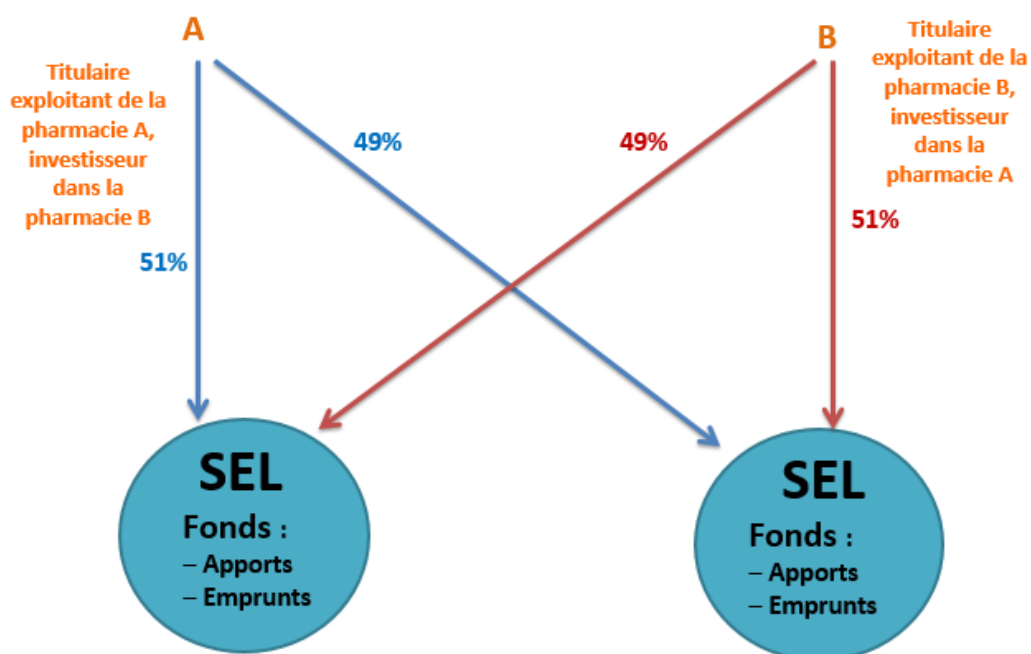 A
Titulaire
exploitant de la
pharmacie A,
investisseur
dans la
pharmacie B
B
Titulaire
exploitant de la
pharmacie B,
investisseur
dans la
pharmacie A
49%
49%
51%
51%
SEL
Fonds :
– Apports
– Emprunts
SEL
Fonds :
– Apports
– Emprunts